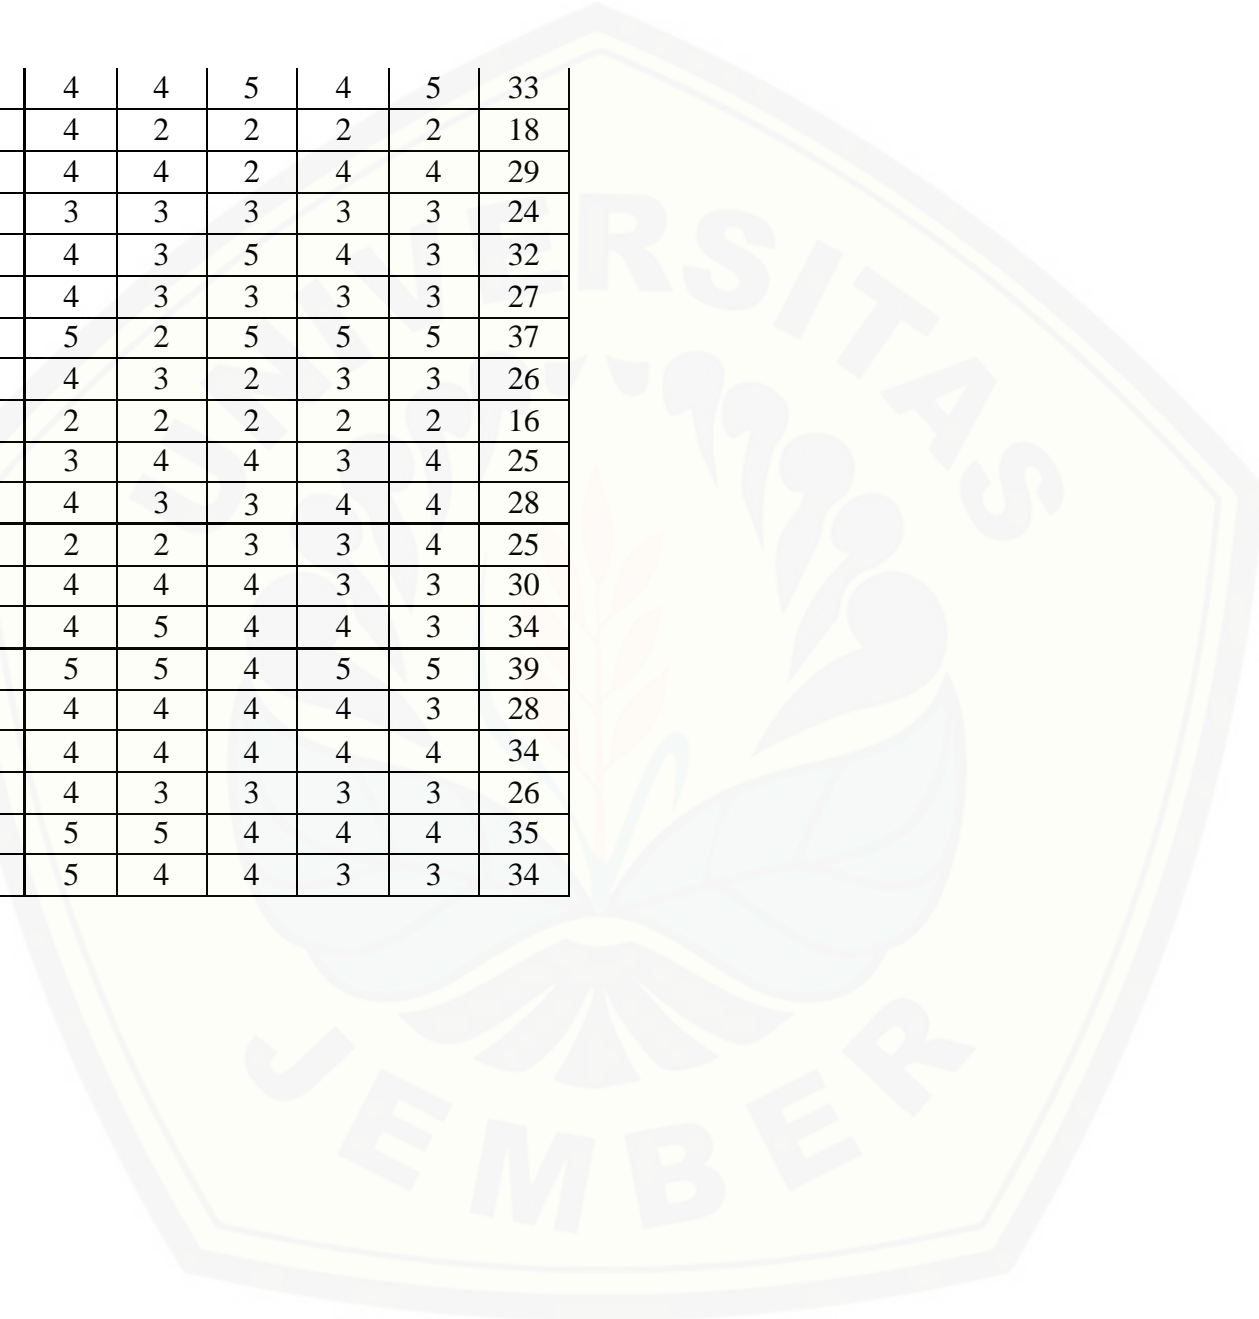 4 4 5 4 5 33
4 2 2 2 2 18
4 4 2 4 4 29
3 3 3 3 3 24
4 3 5 4 3 32
4 3 3 3 3 27
5 2 5 5 5 37
4 3 2 3 3 26
2 2 2 2 2 16
3 4 4 3 4 25
4 3 3 4 4 28
2 2 3 3 4 25
4 4 4 3 3 30
4 5 4 4 3 34
5 5 4 5 5 39
4 4 4 4 3 28
4 4 4 4 4 34
4 3 3 3 3 26
5 5 4 4 4 35
5 4 4 3 3 34
UNIVERSITAS
JEMBER